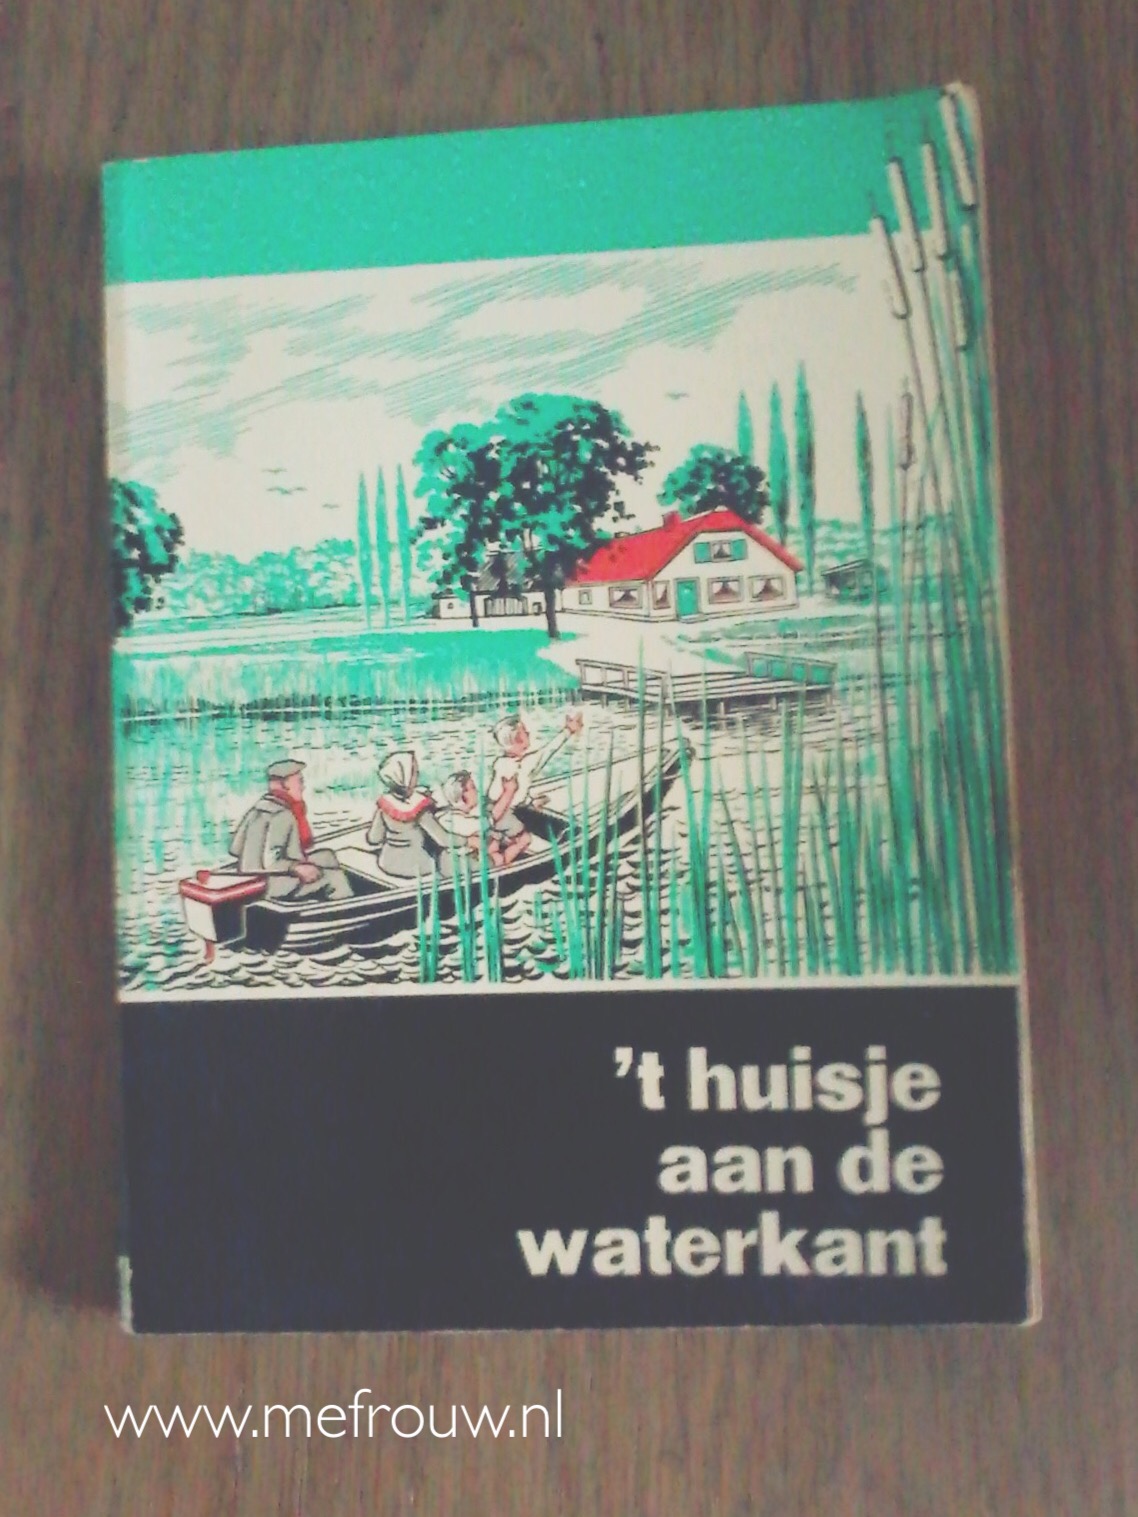 't huisje
aan de
waterkant
www.mefrouw.nl